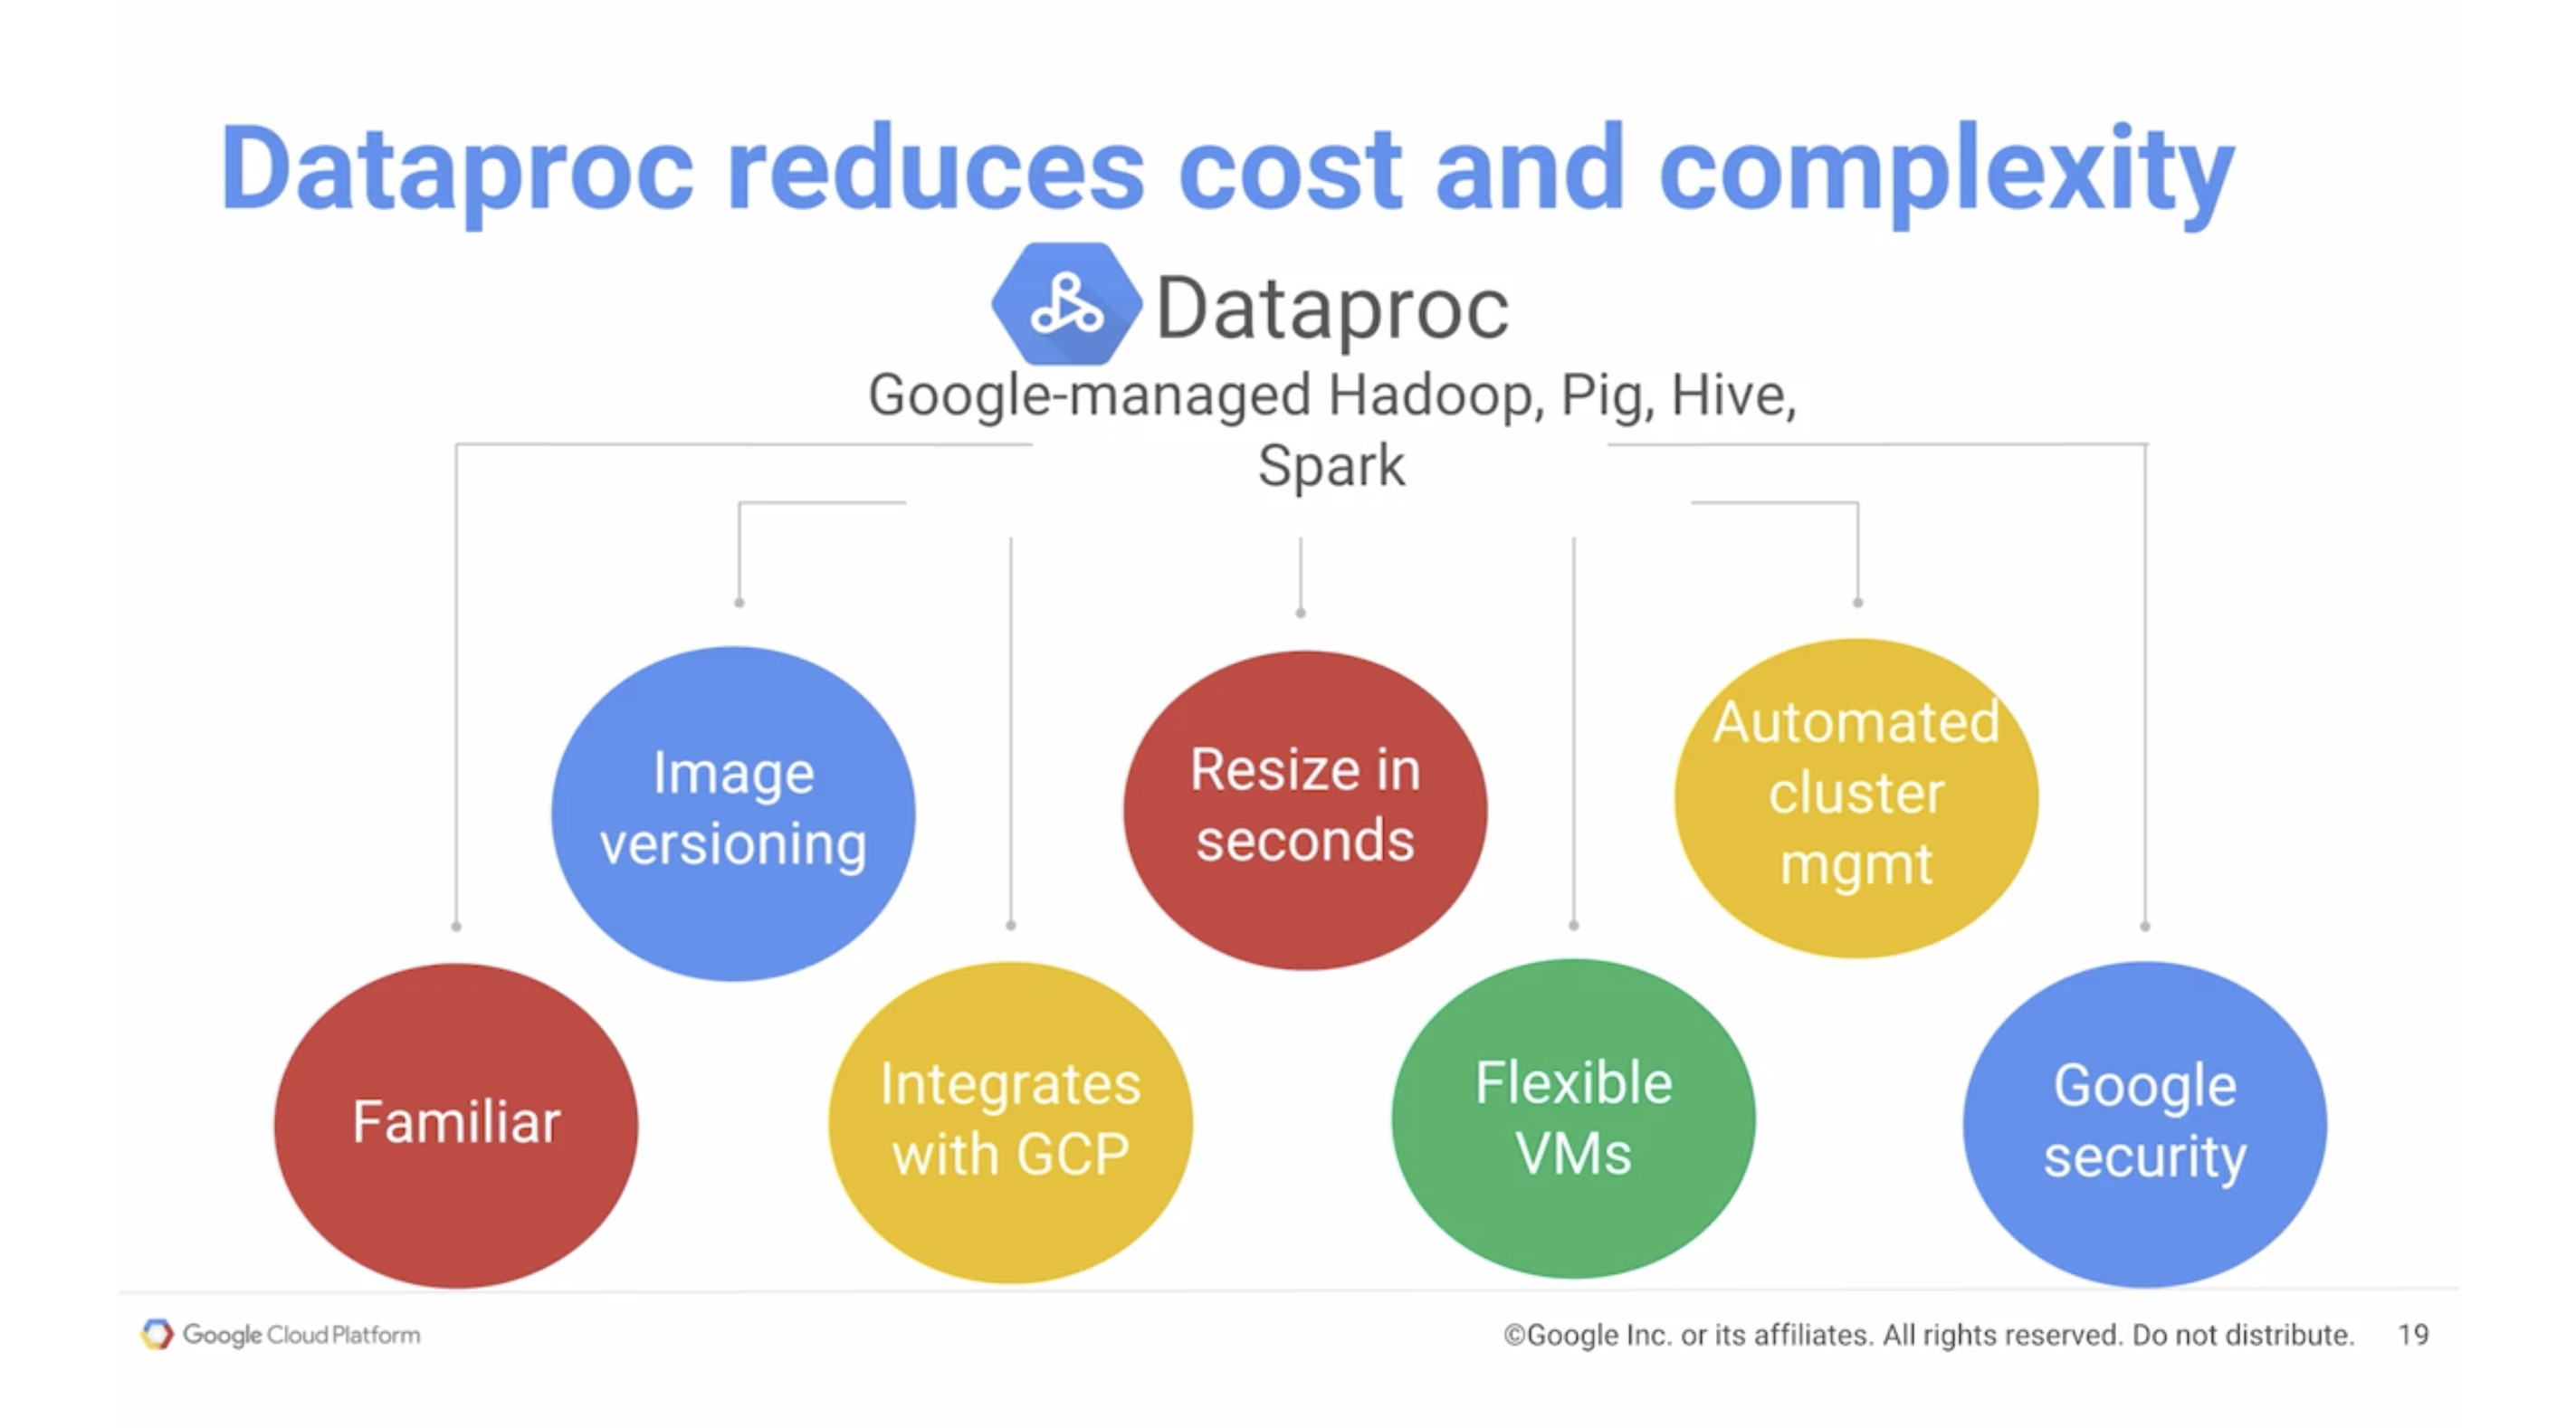 Dataproc reduces cost and complexity
Dataproc
Google-managed Hadoop, Pig, Hive,
Spark
Image
versioning
Resize in
seconds
Automated
cluster
mgmt
Familiar
Integrates
with GCP
Flexible
VMs
Google
security
Google Cloud Platform
©Google Inc. or its affiliates. All rights reserved. Do not distribute.
19